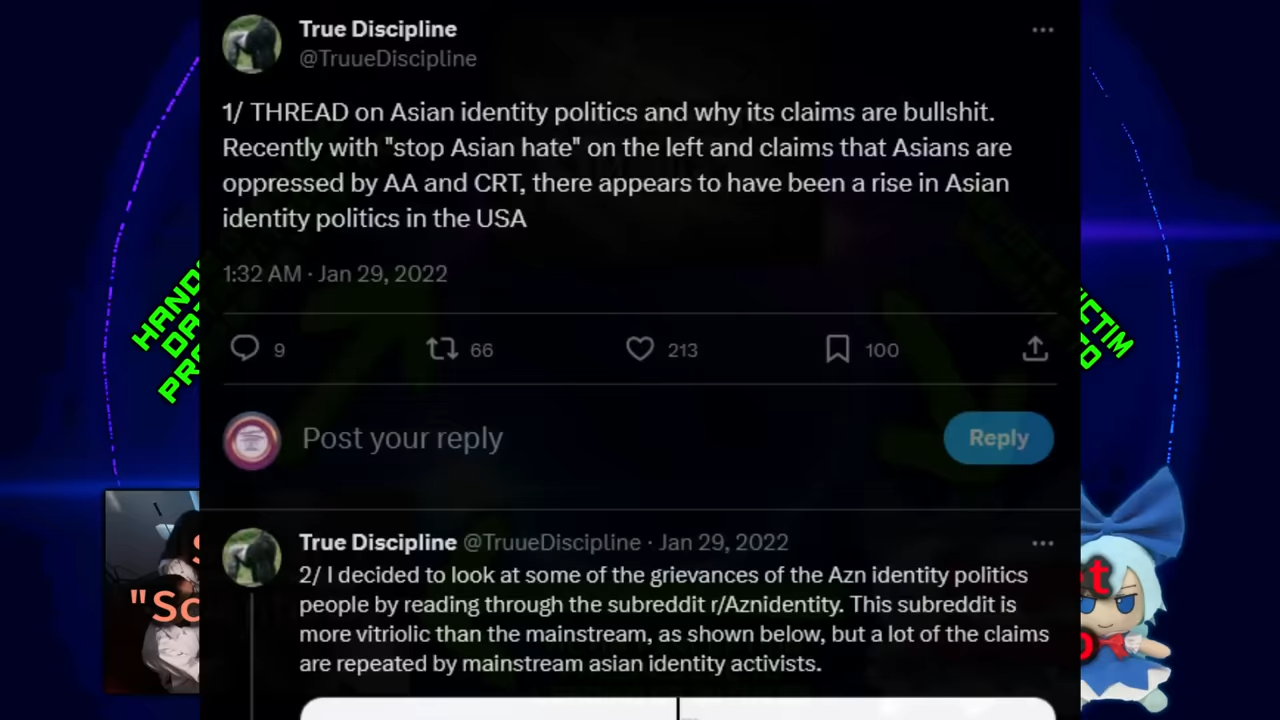 True Discipline
@TruueDiscipline
1/ THREAD on Asian identity politics and why its claims are bullshit.
Recently with "stop Asian hate" on the left and claims that Asians are
oppressed by AA and CRT, there appears to have been a rise in Asian
identity politics in the USA
1:32 AM · Jan 29, 2022
9 66 213 100
Post your reply
Reply
True Discipline @TruueDiscipline · Jan 29, 2022
2/ I decided to look at some of the grievances of the Azn identity politics
people by reading through the subreddit r/Aznidentity. This subreddit is
more vitriolic than the mainstream, as shown below, but a lot of the claims
are repeated by mainstream asian identity activists.